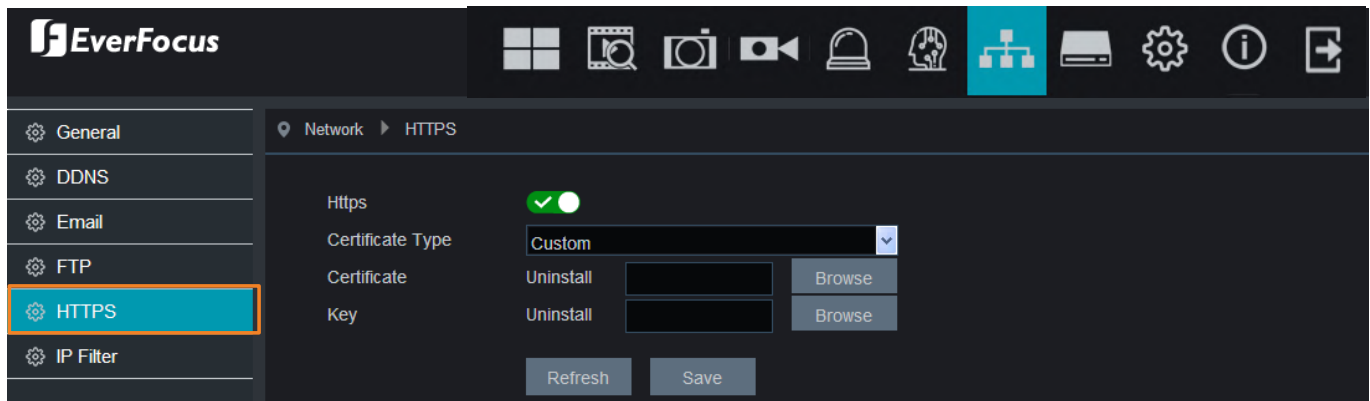 EverFocus
General
DDNS
Email
FTP
HTTPS
IP Filter
Network HTTPS
Https
Certificate Type Custom
Certificate Uninstall Browse
Key Uninstall Browse
Refresh Save